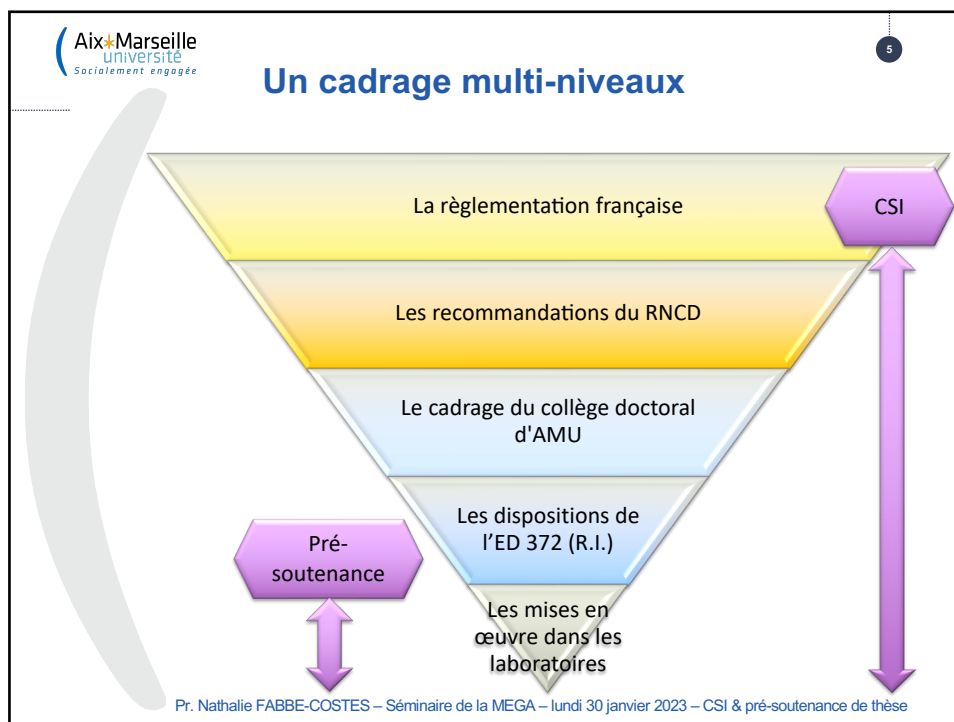 Aix*Marseille
université
Socialement engagée
5
Un cadrage multi-niveaux
La règlementation française
CSI
Les recommandations du RNCD
Le cadrage du collège doctoral
d'AMU
Les dispositions de
l'ED 372 (R.I.)
Pré-
soutenance
Les mises en
œuvre dans les
laboratoires
Pr. Nathalie FABBE-COSTES – Séminaire de la MEGA – lundi 30 janvier 2023 – CSI & pré-soutenance de thèse